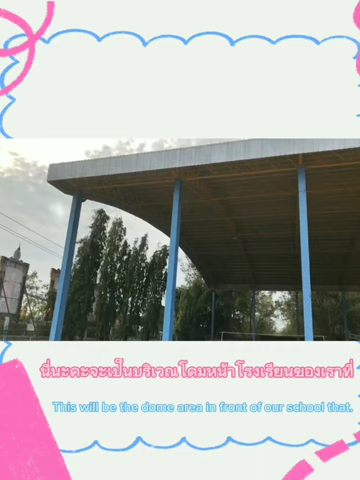 นี่นะคะจะเป็นบริเวณโดมหน้าโรงเรียนของเราที่
This will be the dome area in front of our school that.